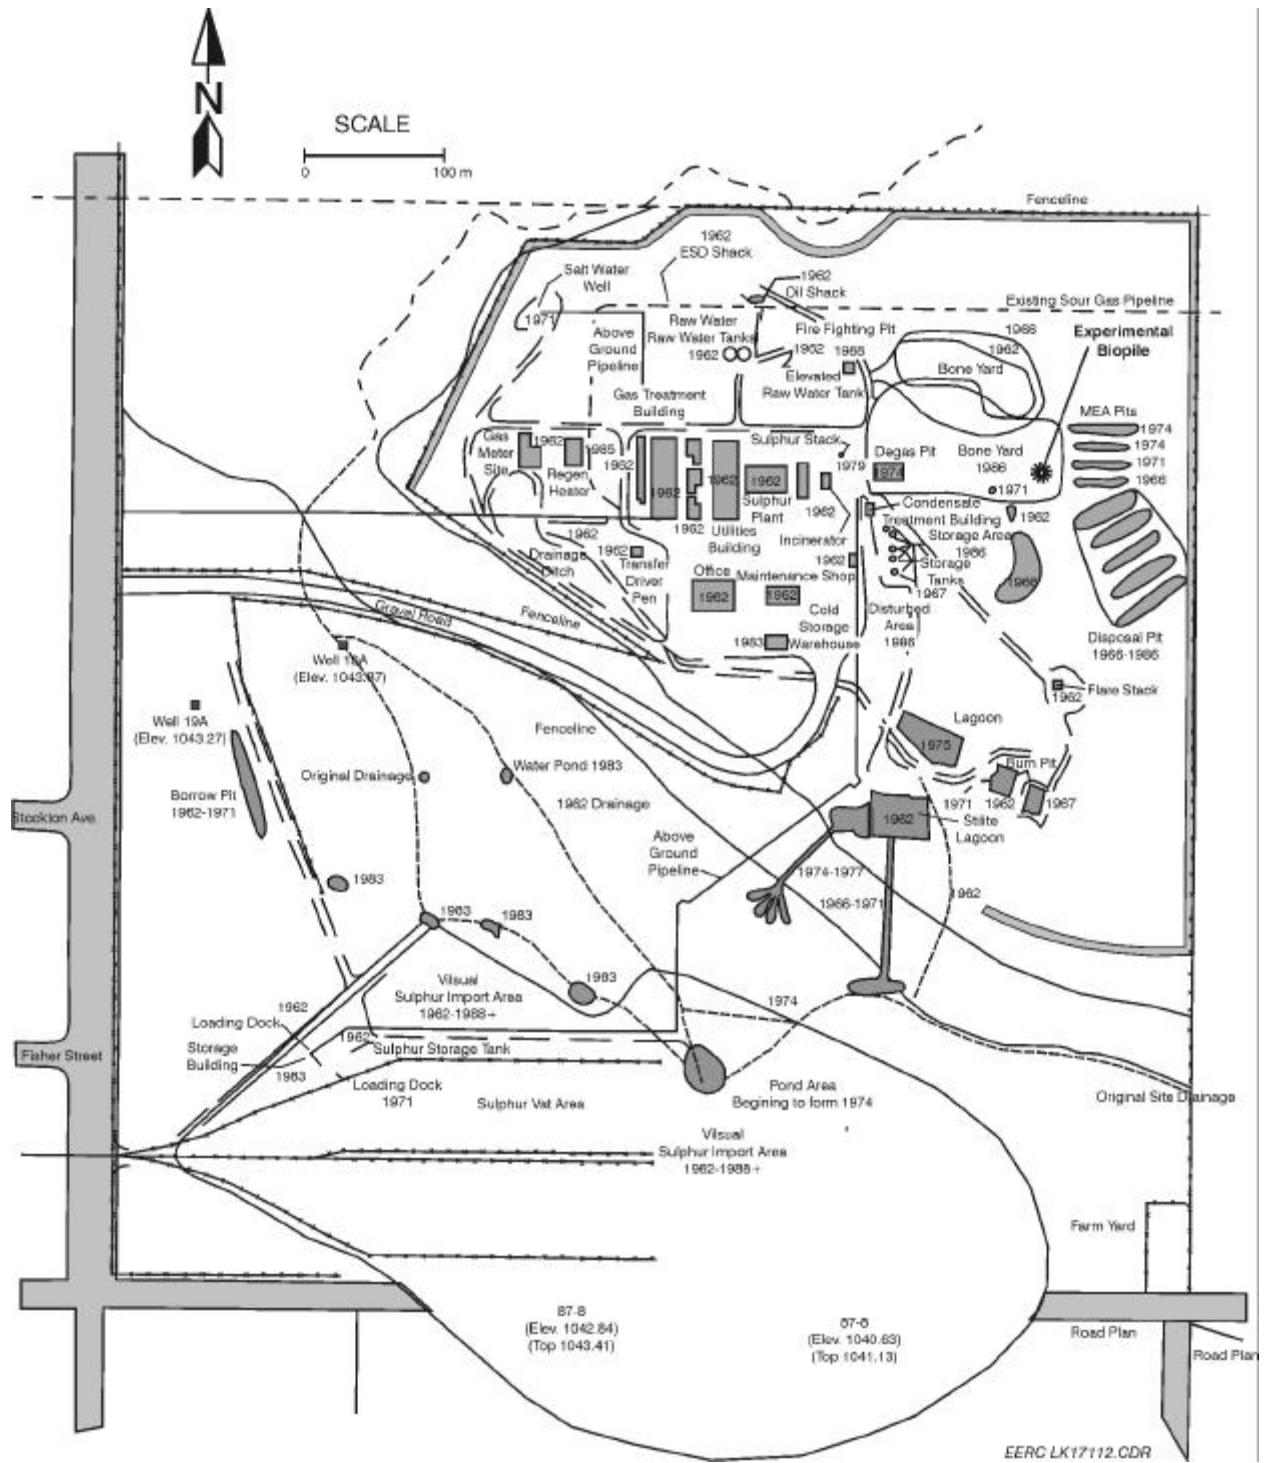 N
SCALE
0 100 m
Fenceline
1962
ESD Shack
Salt Water
Well
1971
1962
Oil Shack
Existing Sour Gas Pipeline
Above
Ground
Pipeline
Raw Water
Raw Water Tanks
1962
Fire Fighting Pit
1962
1966
1962
Experimental
Biopile
Elevated
Raw Water Tank
Bone Yard
Gas Treatment
Building
MEA Pits
1974
1974
1971
1966
Gas
Meter
Site
1962
1985
Regen
Heater
1962
1962
1962
1962
1962
Sulphur Stack
1979
Degas Pit
1974
Bone Yard
1986
1971
1962
Sulphur
Plant
Utilities
Building
1962
Incinerator
Condensate
Treatment Building
Storage Area
1986
Storage
Tanks
1967
1962
Drainage
Ditch
1962
Transfer
Driver
Pen
Office
1962
Maintenance Shop
1962
1962
Cold
Storage
Warehouse
1983
Disturbed
Area
1986
Disposal Pit
1966-1986
Gravel Road
Fenceline
Well 18A
Well 19A
(Elev. 1043.27)
1962
Flare Stack
Fenceline
Lagoon
1975
Burn Pit
1971
1962
1967
Stilite
Lagoon
1962
Original Drainage
Water Pond 1983
1962 Drainage
Borrow Pit
1962-1971
Stockton Ave.
Above
Ground
Pipeline
1974-1977
1966-1971
1962
1983
1983
1983
1983
Vilsual
Sulphur Import Area
1962-1988+
1974
1962
Loading Dock
Storage
Building
1983
1962
Sulphur Storage Tank
Fisher Street
Loading Dock
1971
Sulphur Vat Area
Pond Area
Begining to form 1974
Original Site Drainage
Vilsual
Sulphur Import Area
1962-1988+
Farm Yard
87-8
(Elev. 1042.84)
(Top 1043.41)
(Elev. 1040.63)
(Top 1041.13)
Road Plan
Road Plan
EERC LK17112.CDR